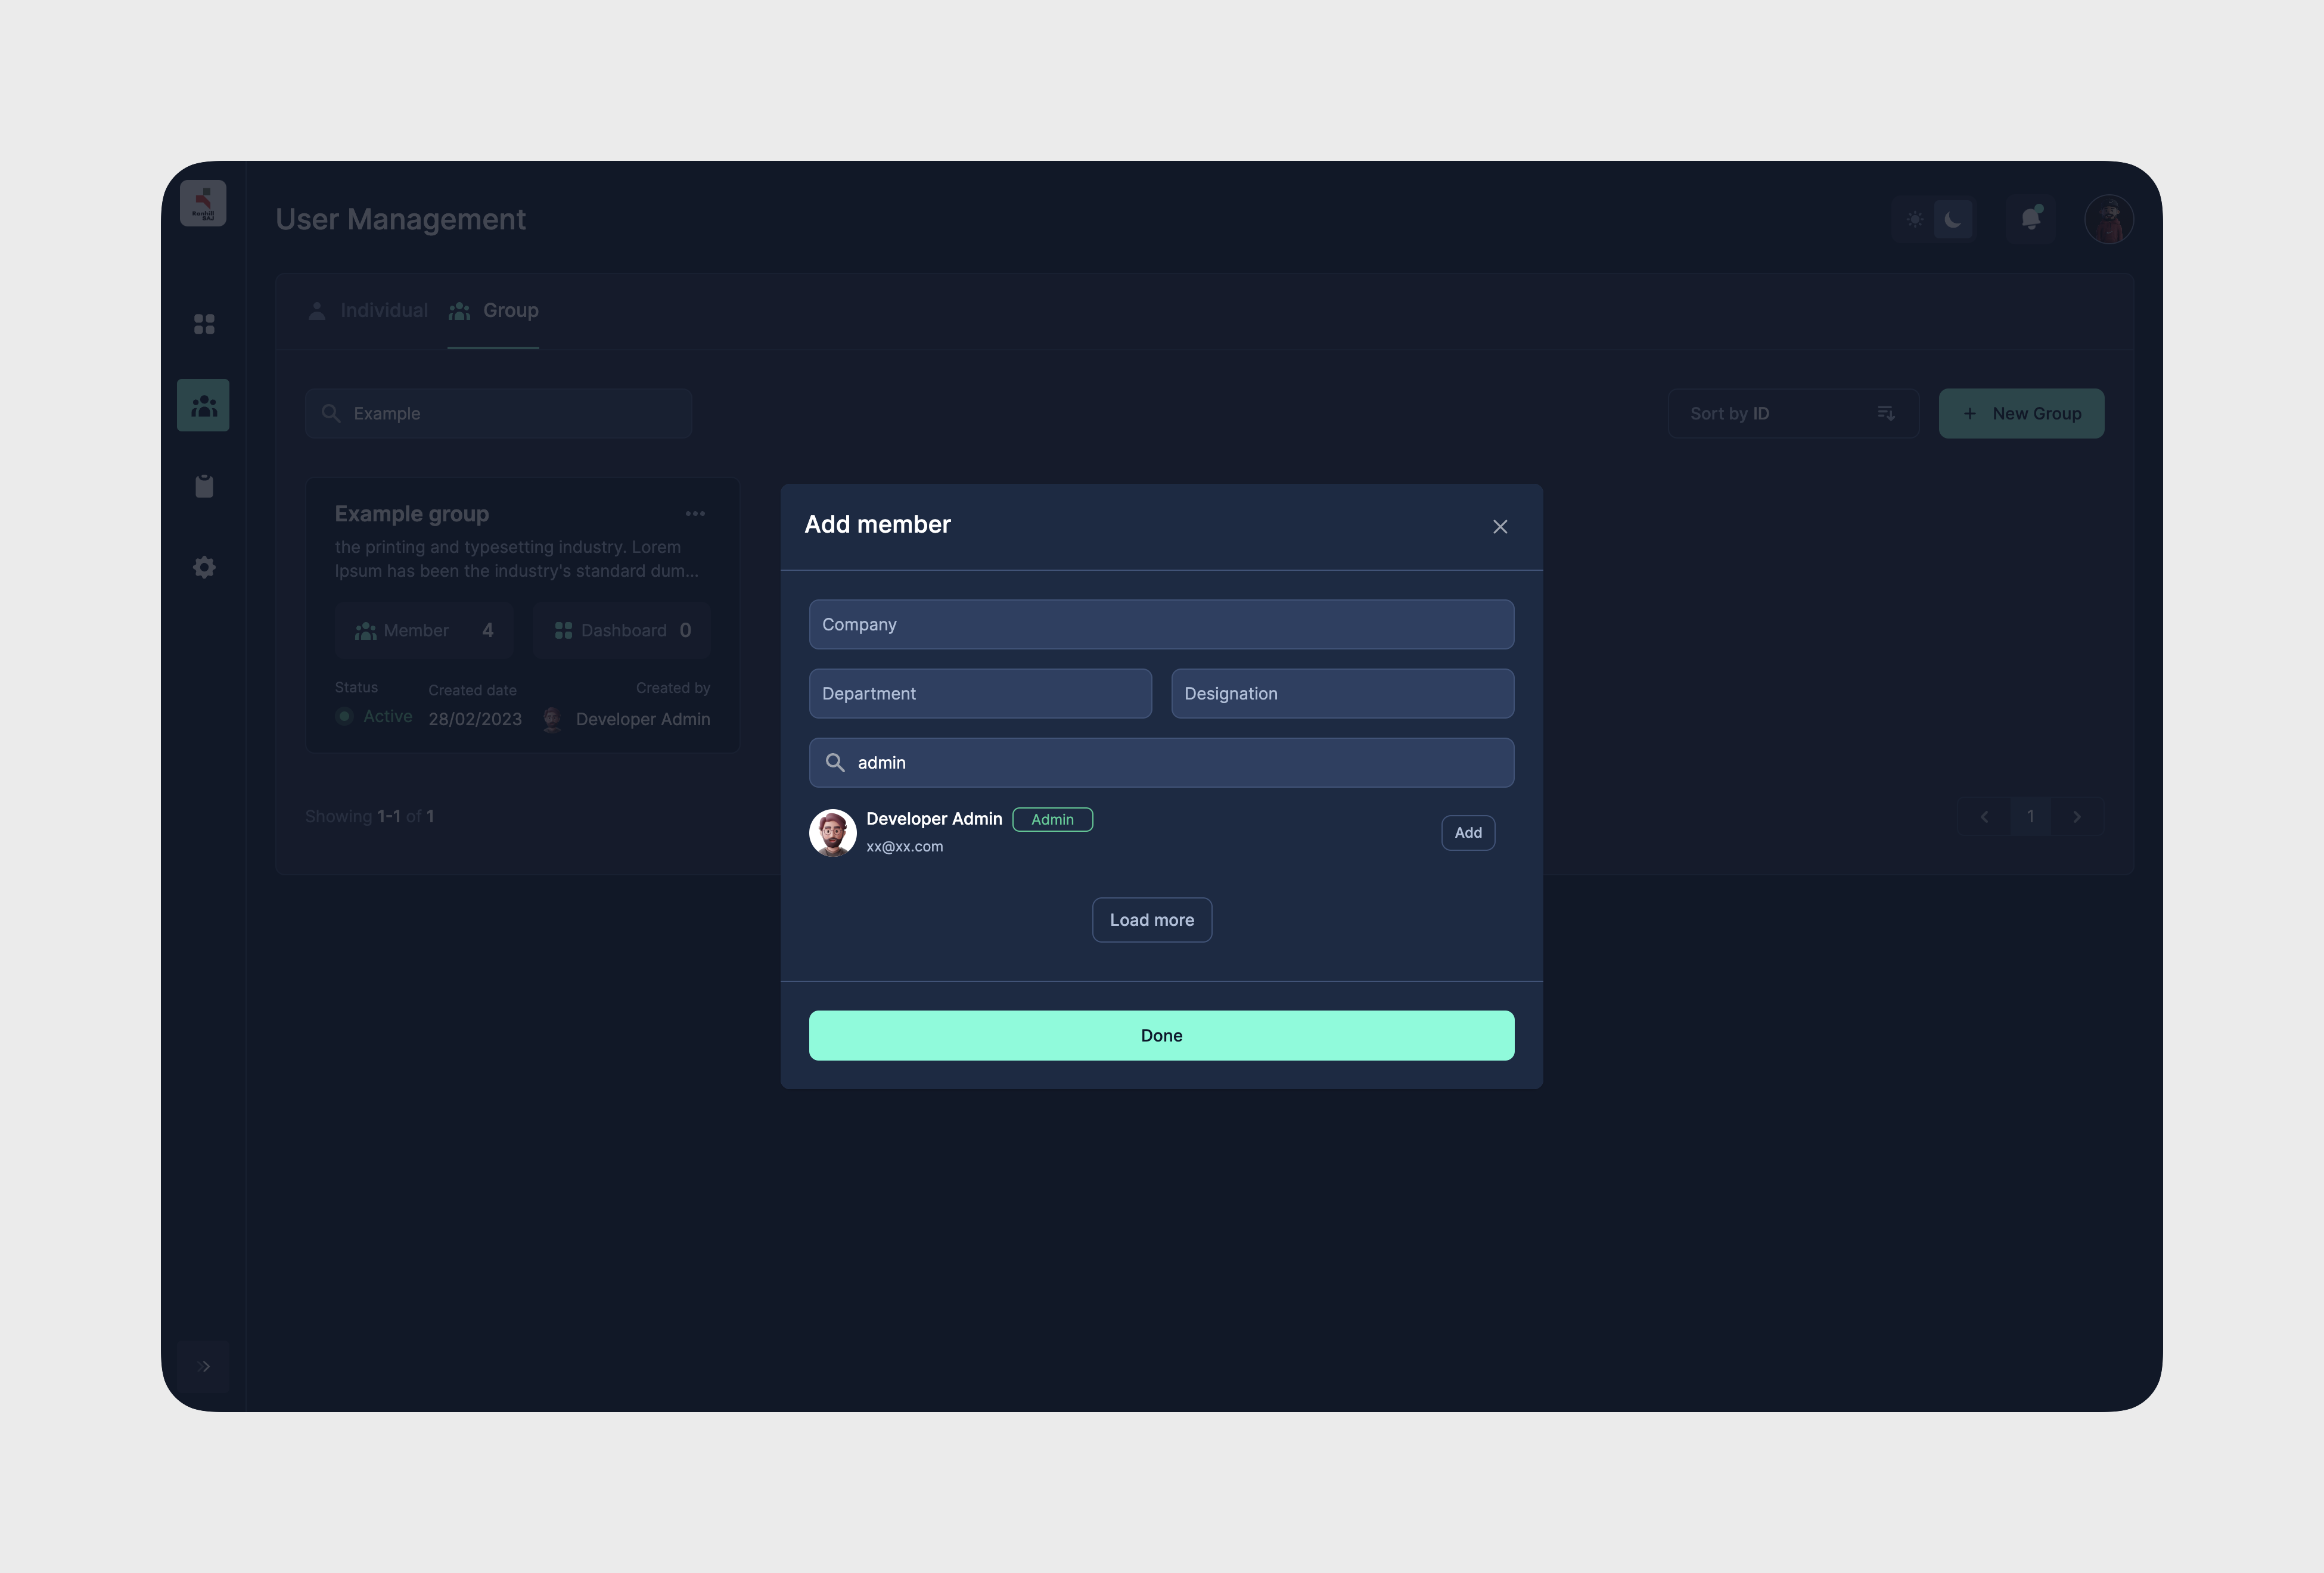 Ranhill
SAJ
User Management
Individual
Group
Example
Sort by ID
+ New Group
Example group
the printing and typesetting industry. Lorem
Ipsum has been the industry's standard dum...
Member 4
Dashboard 0
Status
Created date
Created by
Active
28/02/2023
Developer Admin
Showing 1-1 of 1
1
Add member
Company
Department
Designation
admin
Developer Admin
Admin
xx@xx.com
Add
Load more
Done